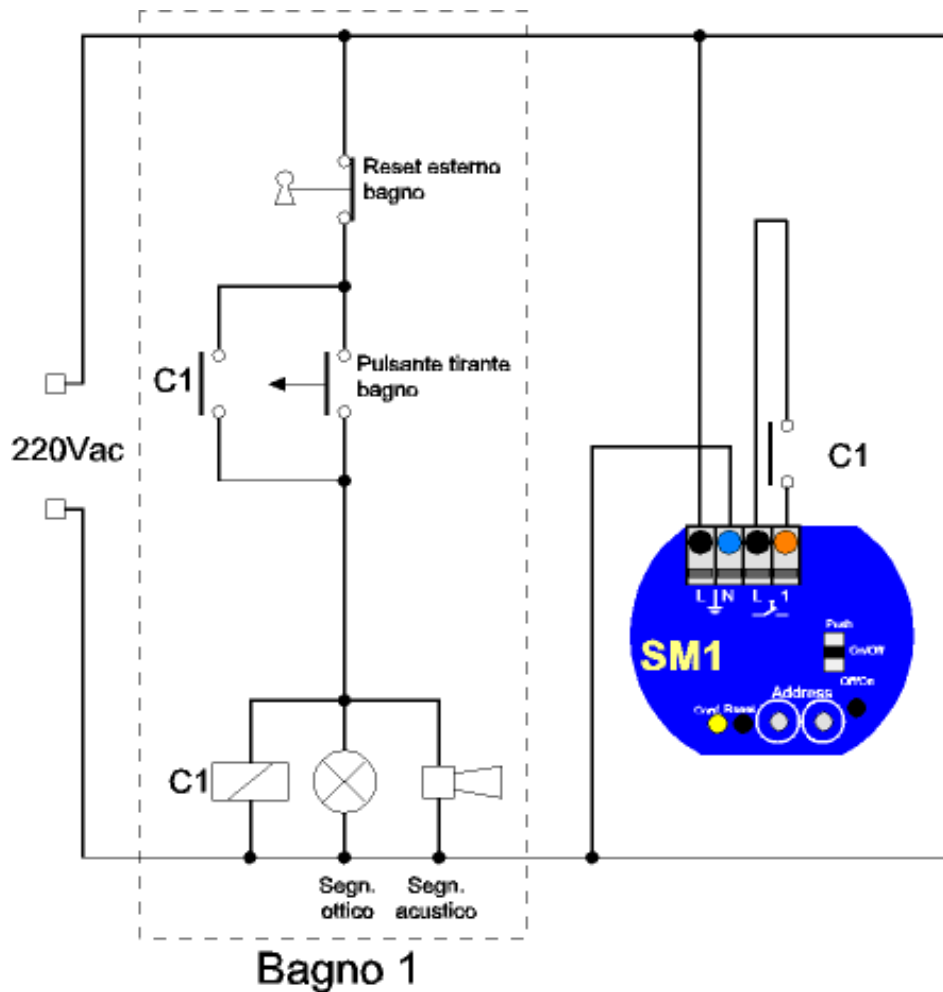 Reset esterno
bagno
C1
Pulsante tirante
bagno
220Vac
C1
L N L 1
Push
On/Off
Off/On
SM1
Address
Conf Reset
C1
Segn.
ottico
Segn.
acustico
Bagno 1